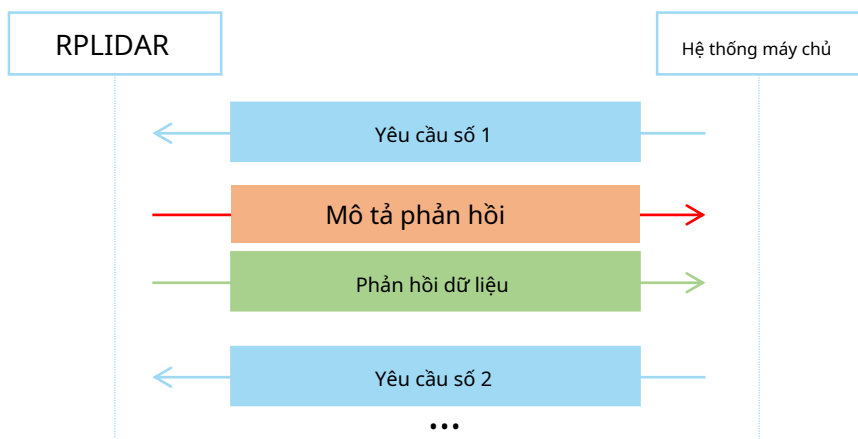 RPLIDAR
Hệ thống máy chủ
Yêu cầu số 1
Mô tả phản hồi
Phản hồi dữ liệu
Yêu cầu số 2
...